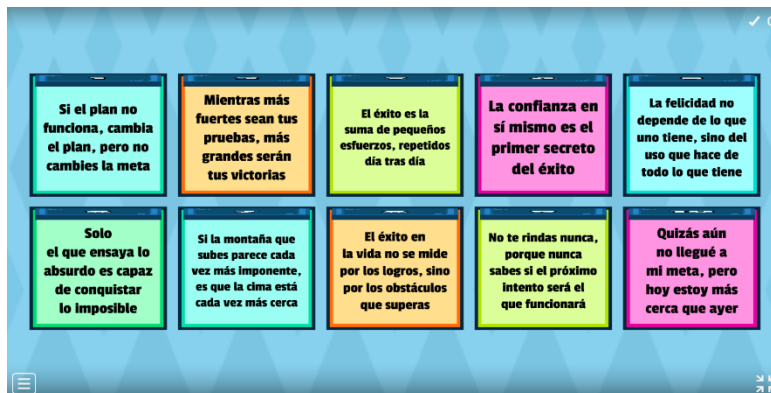 Si el plan no
funciona, cambia
el plan, pero no
cambies la meta
Mientras más
fuertes sean tus
pruebas, más
grandes serán
tus victorias
El éxito es la
suma de pequeños
esfuerzos, repetidos
día tras día
La confianza en
sí mismo es el
primer secreto
del éxito
La felicidad no
depende de lo que
uno tiene, sino del
uso que hace de
todo lo que tiene
Solo
el que ensaya lo
absurdo es capaz
de conquistar
lo imposible
Si la montaña que
subes parece cada
vez más imponente,
es que la cima está
cada vez más cerca
El éxito en
la vida no se mide
por los logros, sino
por los obstáculos
que superas
No te rindas nunca,
porque nunca
sabes si el próximo
intento será el
que funcionará
Quizás aún
no llegué a
mi meta, pero
hoy estoy más
cerca que ayer